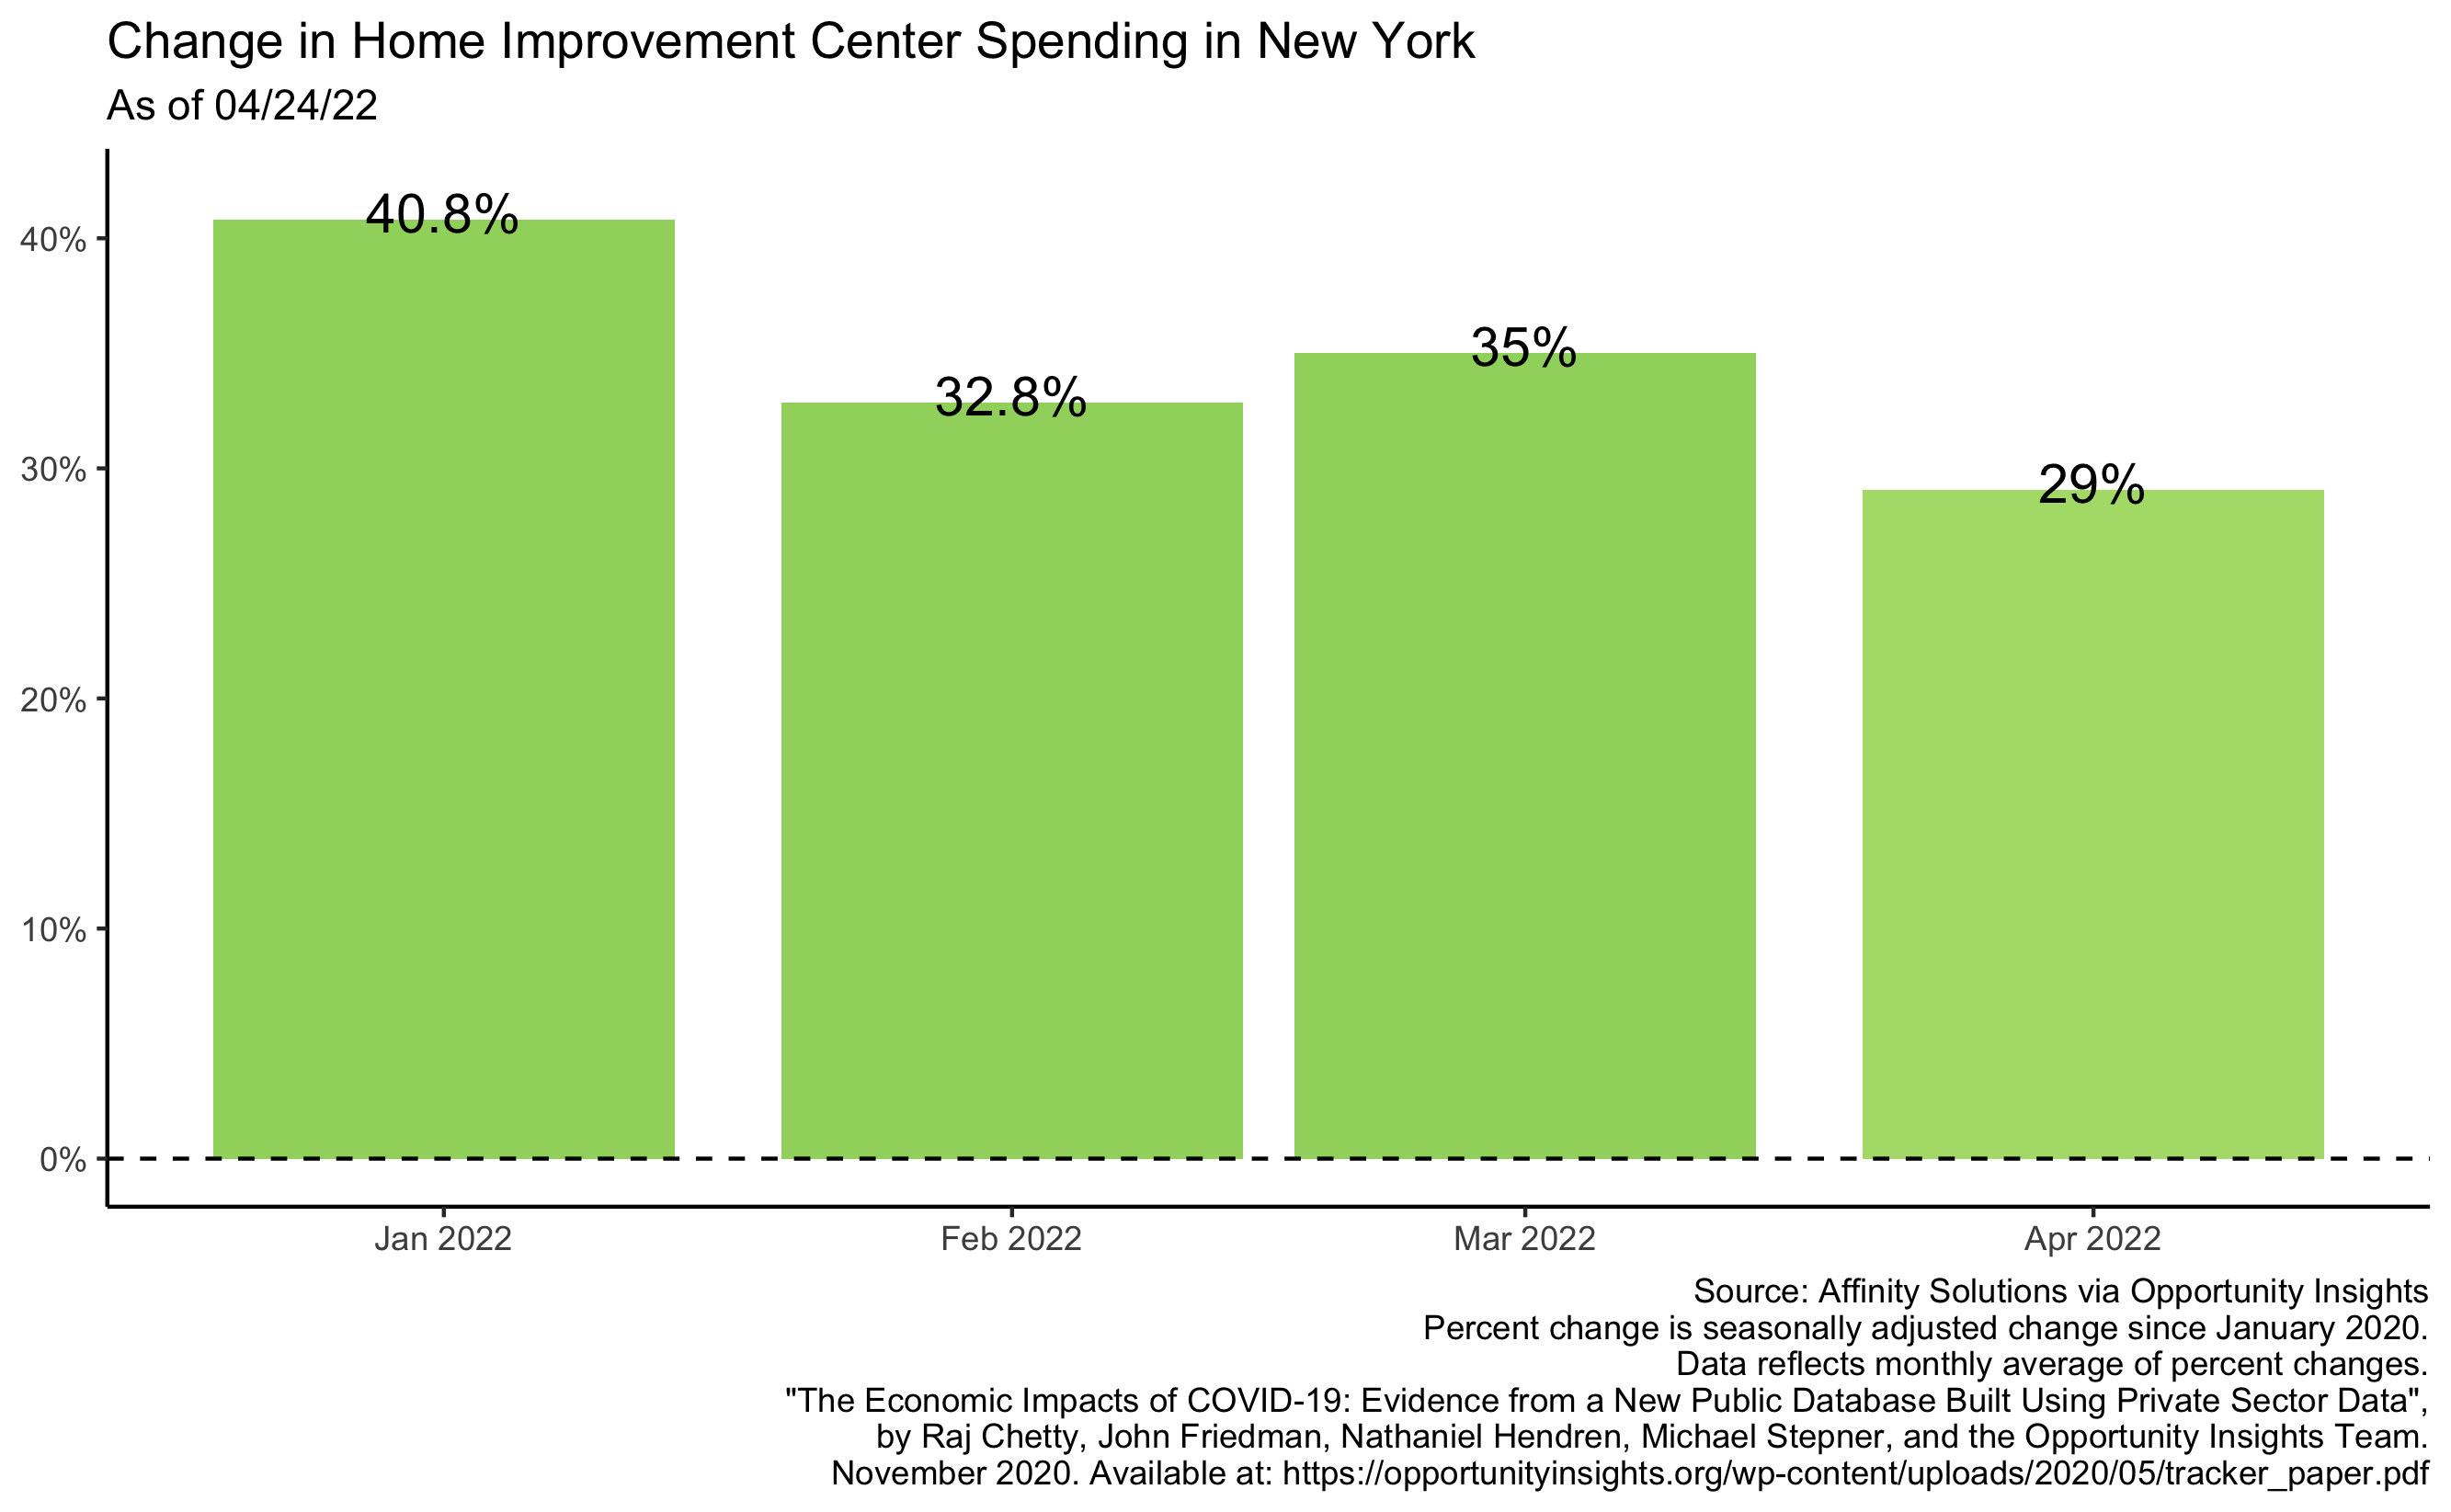 Change in Home Improvement Center Spending in New York
As of 04/24/22
40.8%
32.8%
35%
29%
40%
30%
20%
10%
0%
Jan 2022
Feb 2022
Mar 2022
Apr 2022
Source: Affinity Solutions via Opportunity Insights
Percent change is seasonally adjusted change since January 2020.
Data reflects monthly average of percent changes.
"The Economic Impacts of COVID-19: Evidence from a New Public Database Built Using Private Sector Data",
by Raj Chetty, John Friedman, Nathaniel Hendren, Michael Stepner, and the Opportunity Insights Team.
November 2020. Available at: https://opportunityinsights.org/wp-content/uploads/2020/05/tracker_paper.pdf